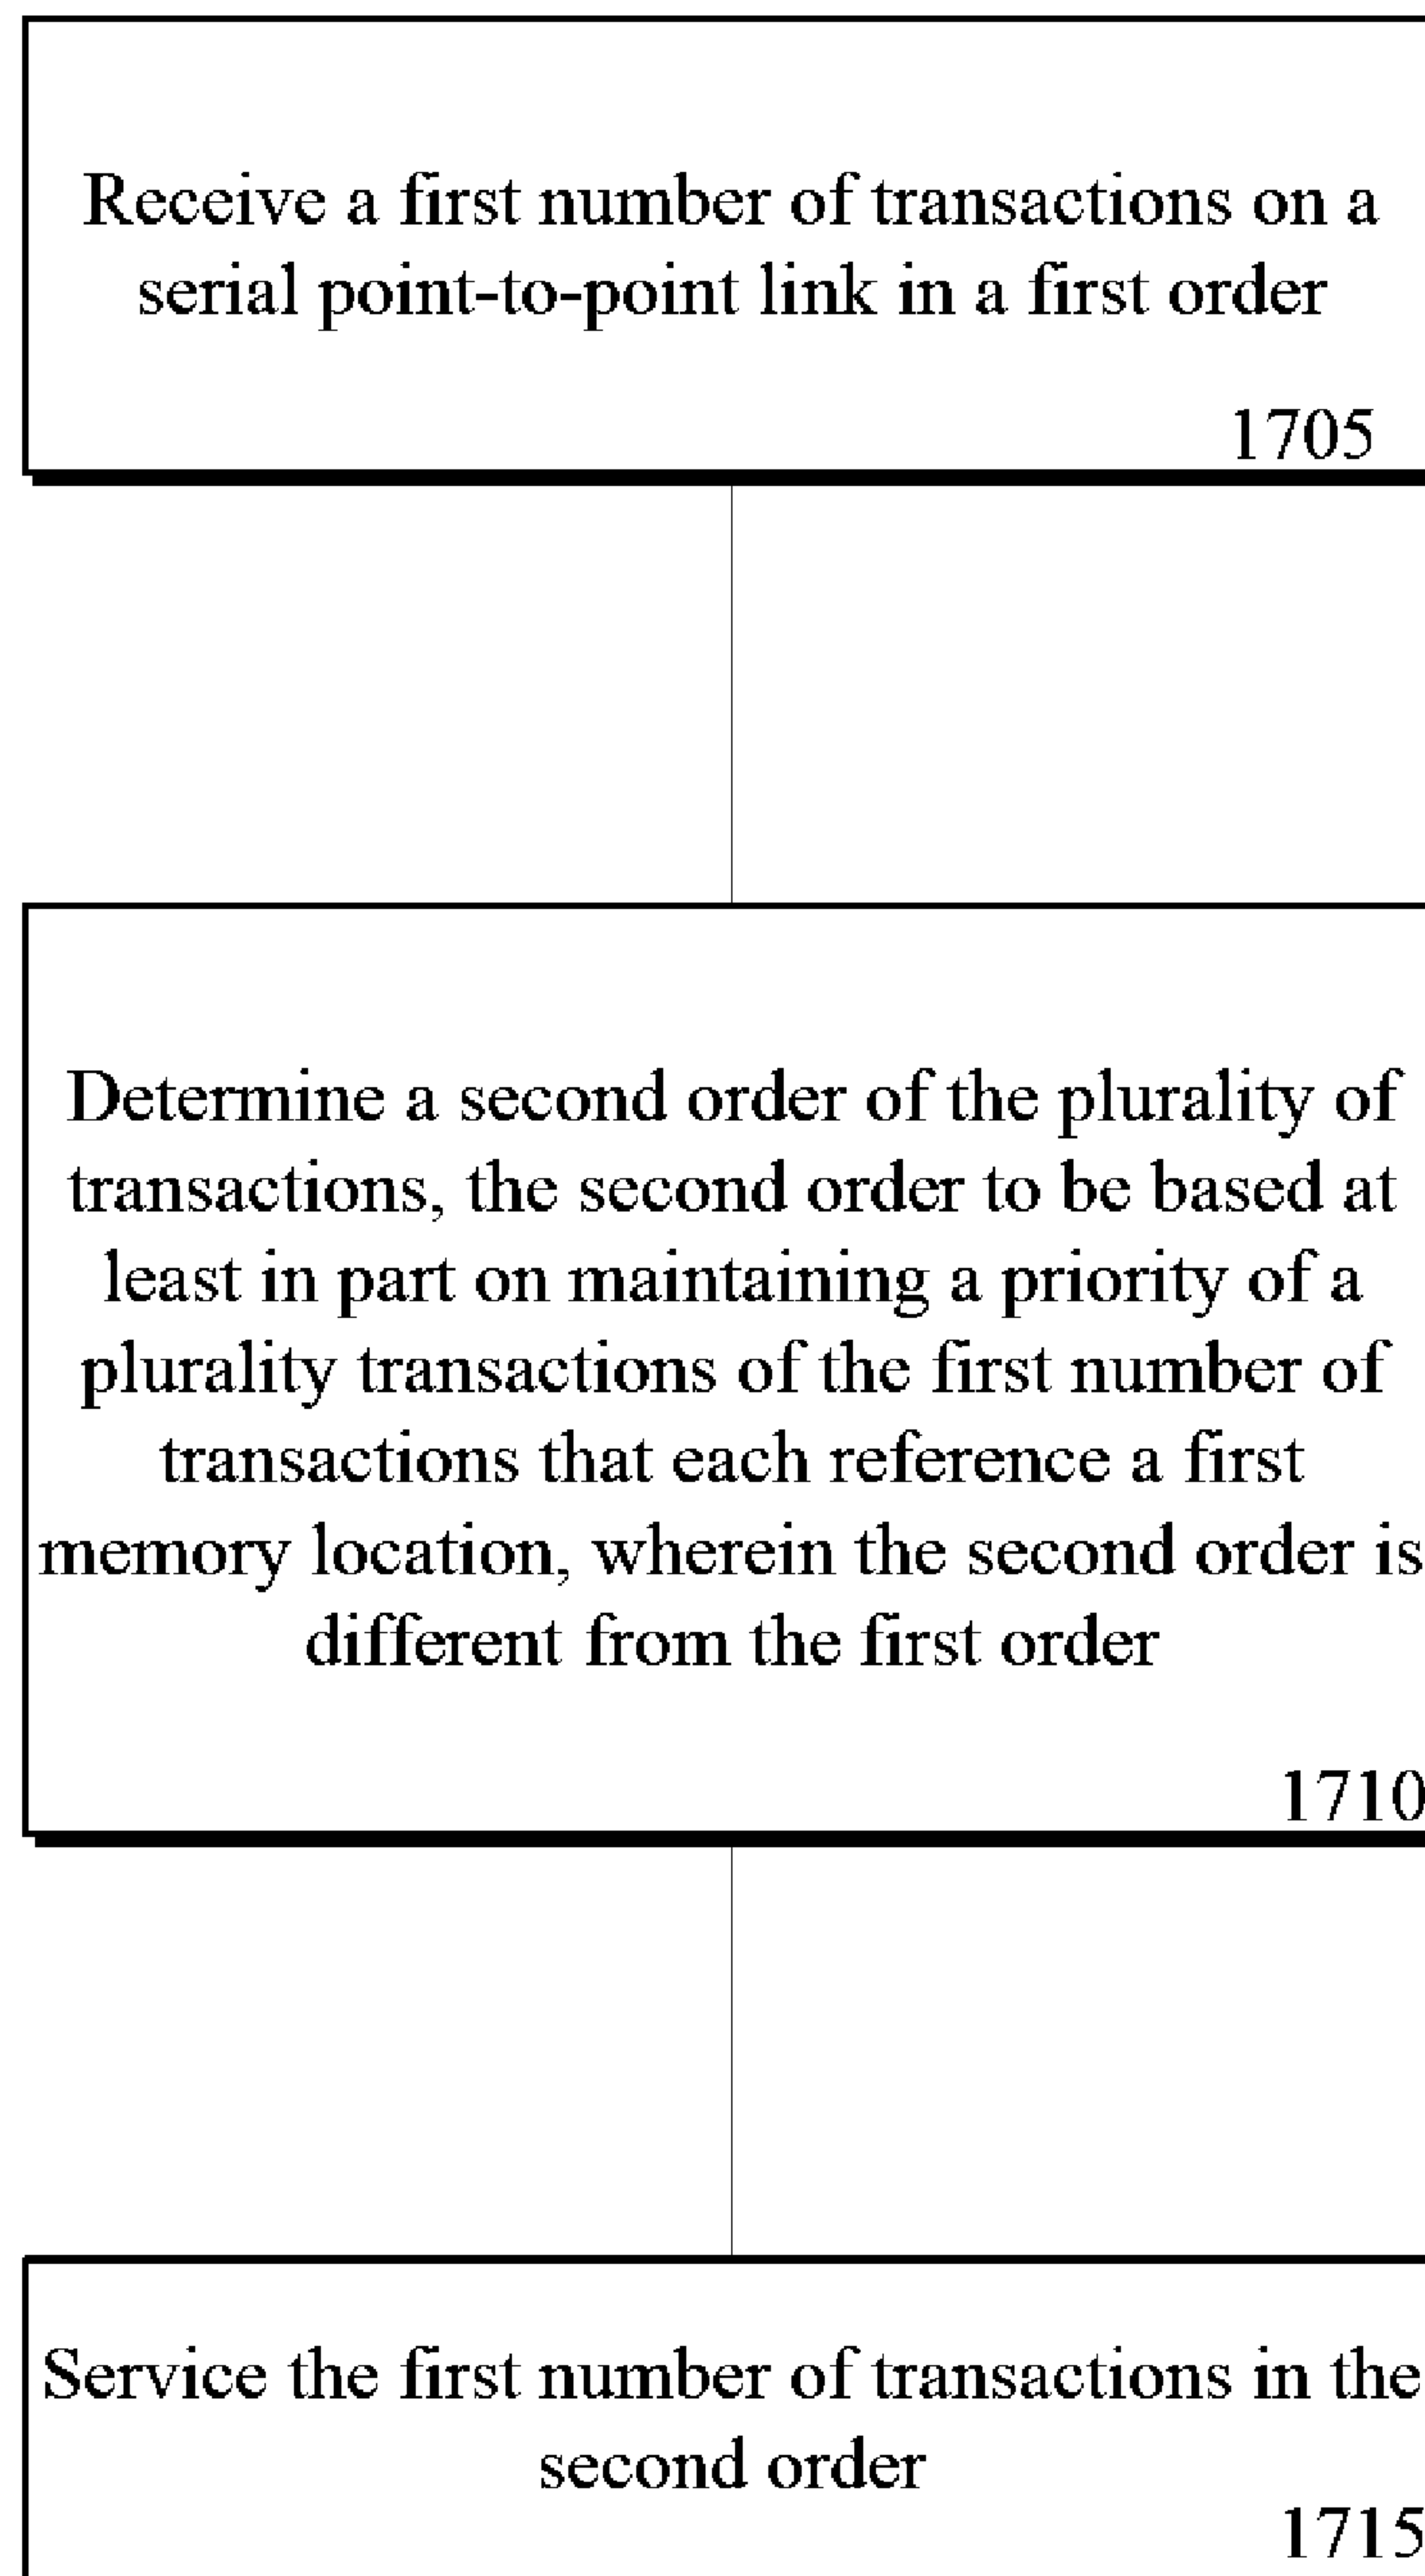 Receive a first number of transactions on a
serial point-to-point link in a first order
1705
Determine a second order of the plurality of
transactions, the second order to be based at
least in part on maintaining a priority of a
plurality transactions of the first number of
transactions that each reference a first
memory location, wherein the second order is
different from the first order
1710
Service the first number of transactions in the
second order
1715